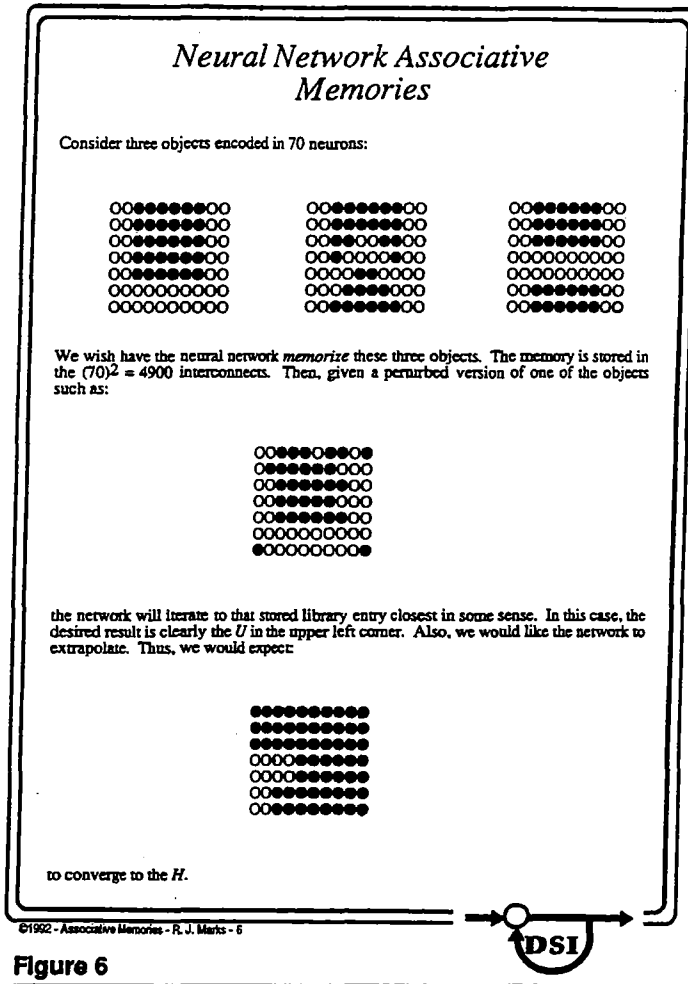 Neural Network Associative
Memories
Consider three objects encoded in 70 neurons:
We wish have the neural network memorize these three objects. The memory is stored in
the (70)2 = 4900 interconnects. Then, given a perturbed version of one of the objects
such as:
the network will iterate to that stored library entry closest in some sense. In this case, the
desired result is clearly the U in the upper left corner. Also, we would like the network to
extrapolate. Thus, we would expect:
to converge to the H.
©1992 - Associative Memories - R. J. Marks - 6
DSI
Figure 6